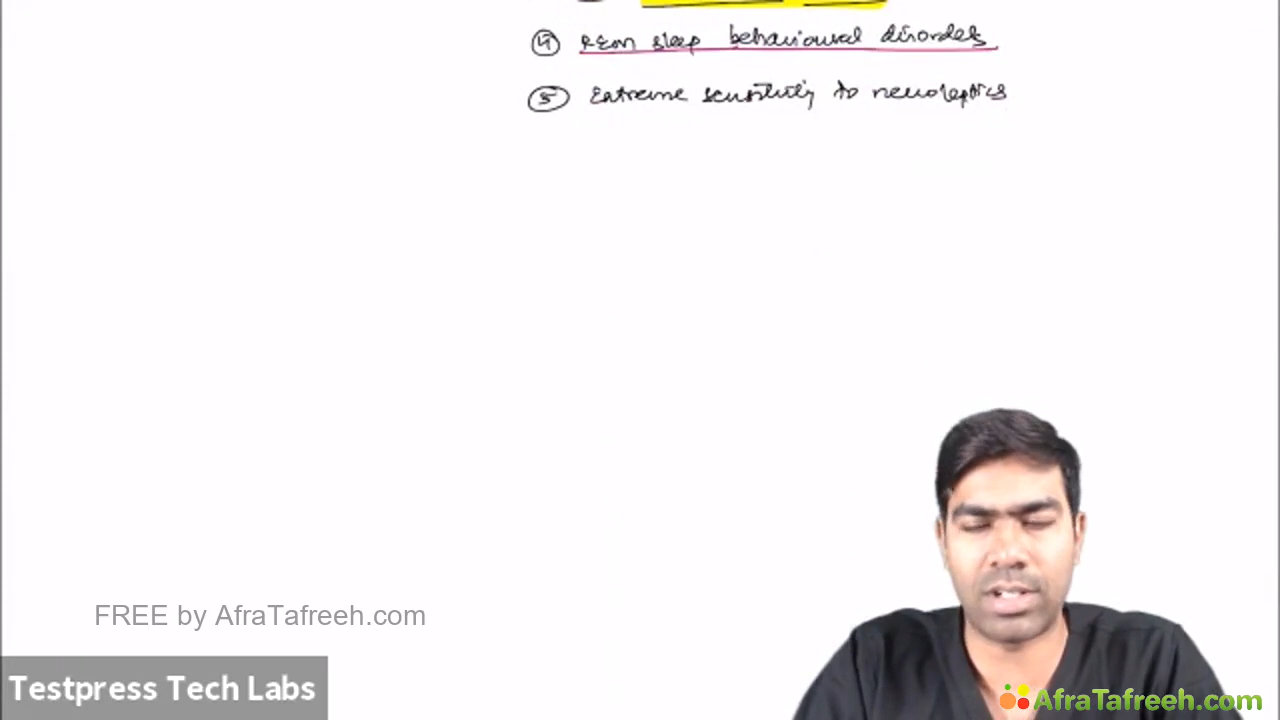 ④ REM sleep behavioural disorder
⑤ Extreme sensitivity to neuroleptics
FREE by AfraTafreeh.com
Testpress Tech Labs
AfraTafreeh.com